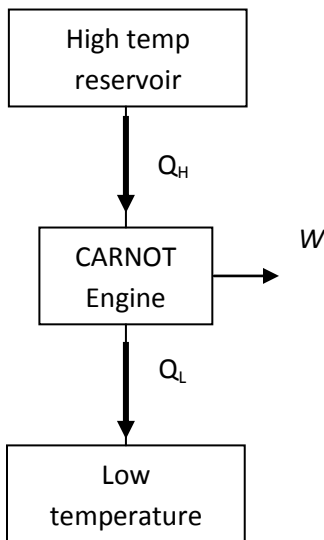 High temp
reservoir
Q_H
W
CARNOT
Engine
Q_L
Low
temperature